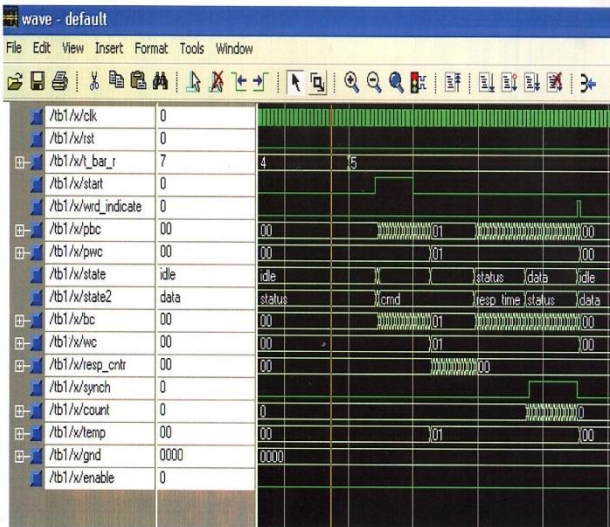 wave - default
File Edit View Insert Format Tools Window
/tb1/x/clk 0
/tb1/x/rst 0
/tb1/x/t_bar_r 7 4 5
/tb1/x/start 0
/tb1/x/wrd_indicate 0
/tb1/x/pbc 00 00 01 00
/tb1/x/pwc 00 00 01 00
/tb1/x/state idle idle status data idle
/tb1/x/state2 data status cmd resp time status data
/tb1/x/bc 00 00 01 00
/tb1/x/wc 00 00 01 00
/tb1/x/resp_cntr 00 00 00
/tb1/x/synch 0
/tb1/x/count 0 0 0
/tb1/x/temp 00 00 01 00
/tb1/x/gnd 0000 0000
/tb1/x/enable 0